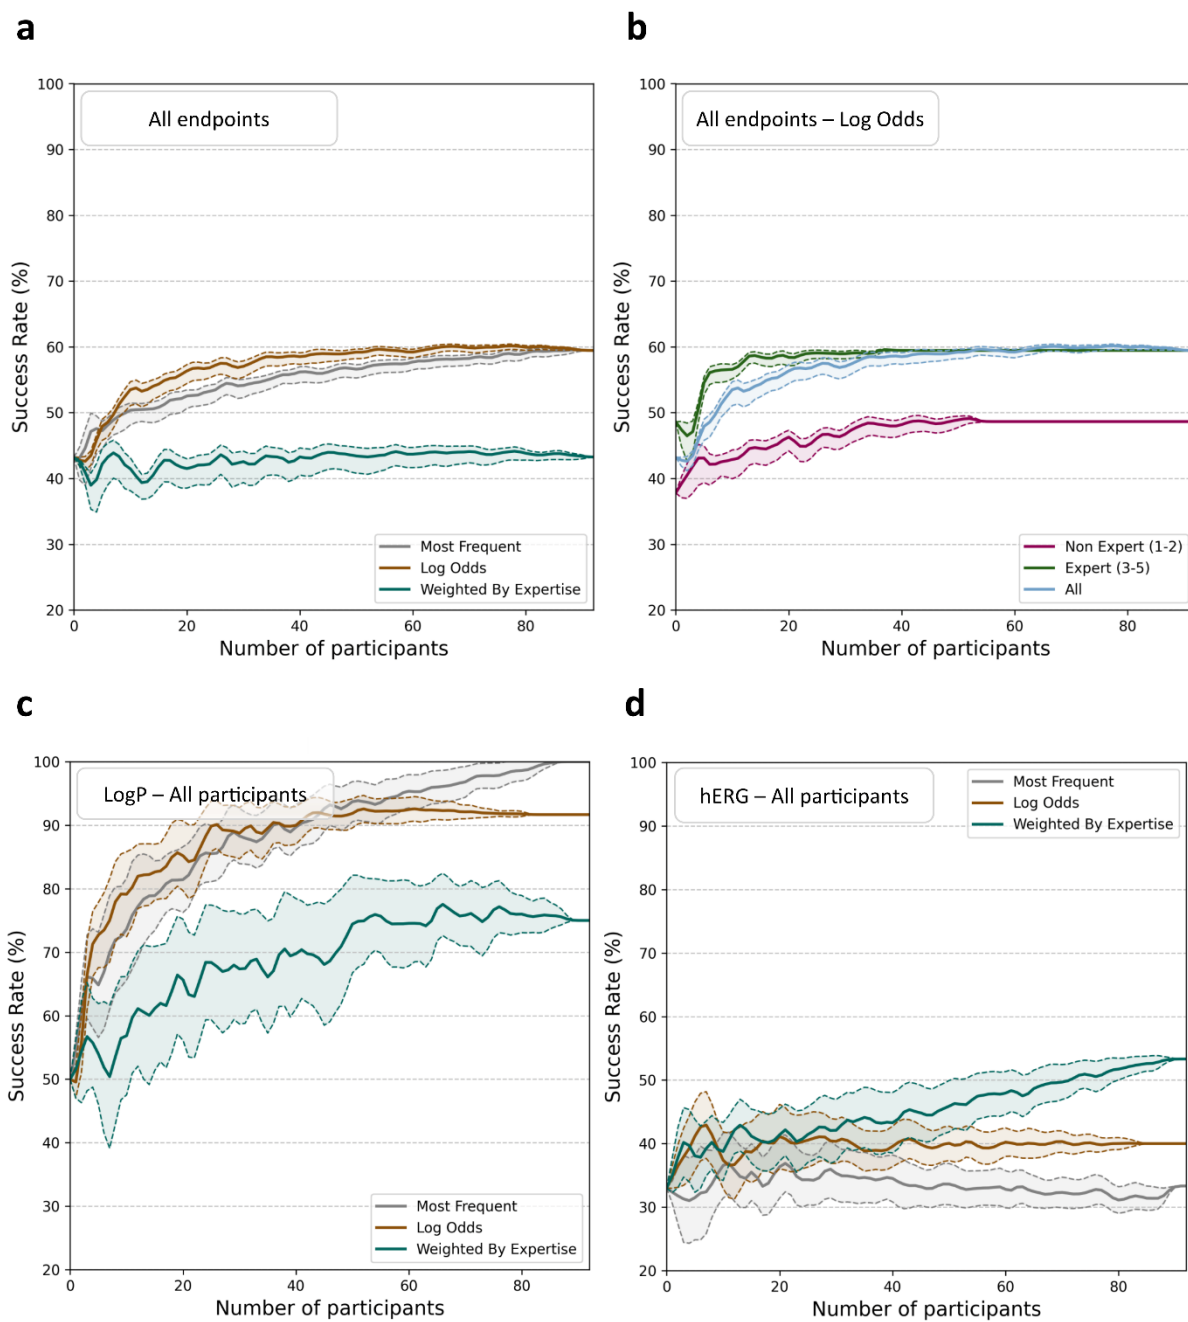 a
All endpoints
100
90
80
70
60
50
40
30
20
0
20
40
60
80
Success Rate (%)
Number of participants
Most Frequent
Log Odds
Weighted By Expertise
b
All endpoints – Log Odds
100
90
80
70
60
50
40
30
20
0
20
40
60
80
Success Rate (%)
Number of participants
Non Expert (1-2)
Expert (3-5)
All
c
LogP – All participants
100
90
80
70
60
50
40
30
20
0
20
40
60
80
Success Rate (%)
Number of participants
Most Frequent
Log Odds
Weighted By Expertise
d
hERG – All participants
100
90
80
70
60
50
40
30
20
0
20
40
60
80
Success Rate (%)
Number of participants
Most Frequent
Log Odds
Weighted By Expertise